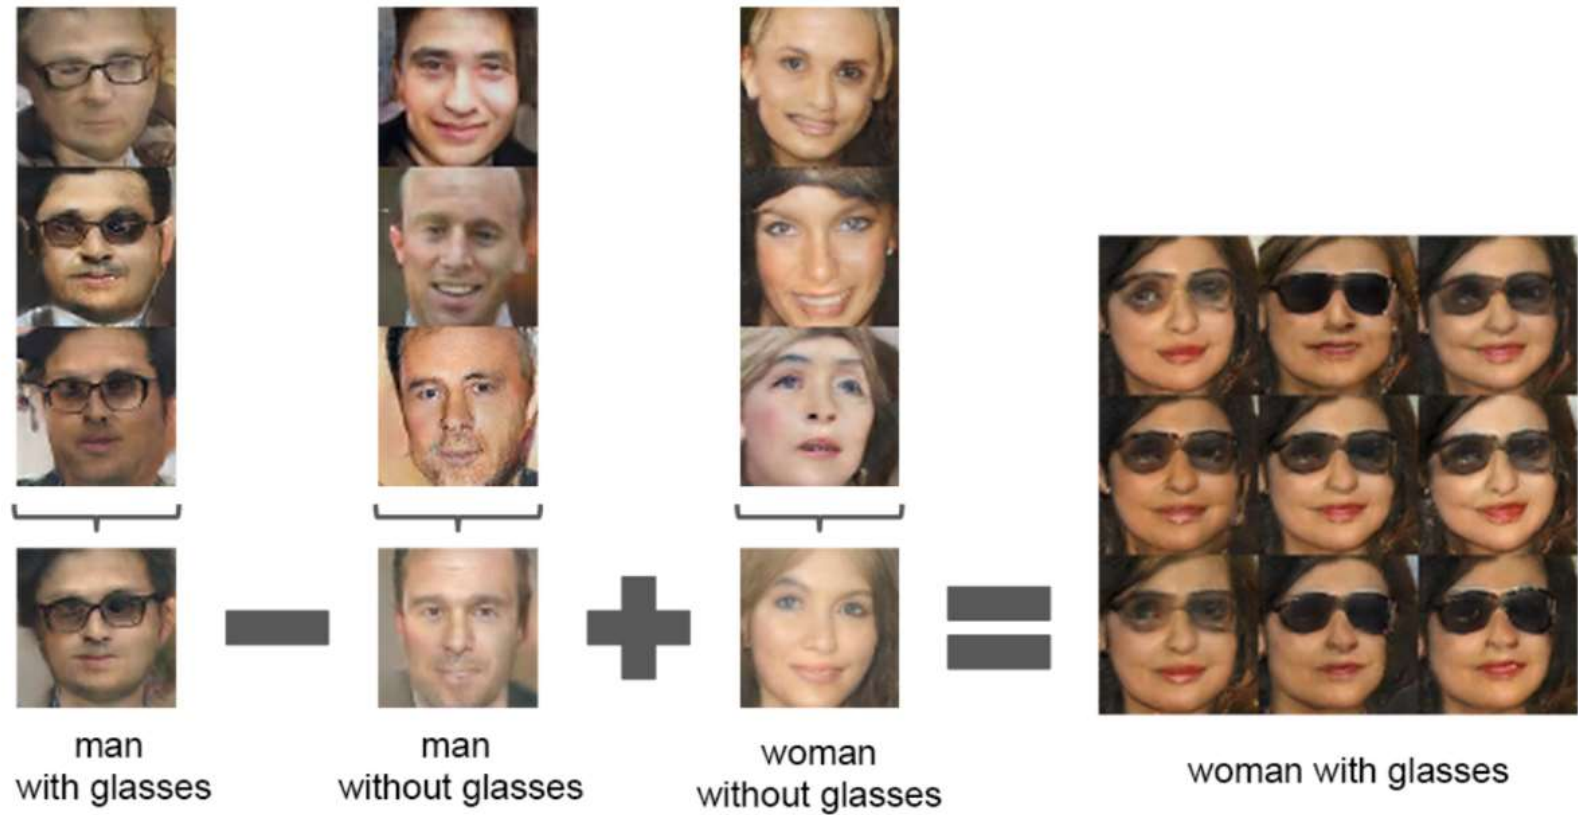 man
with glasses
man
without glasses
woman
without glasses
woman with glasses